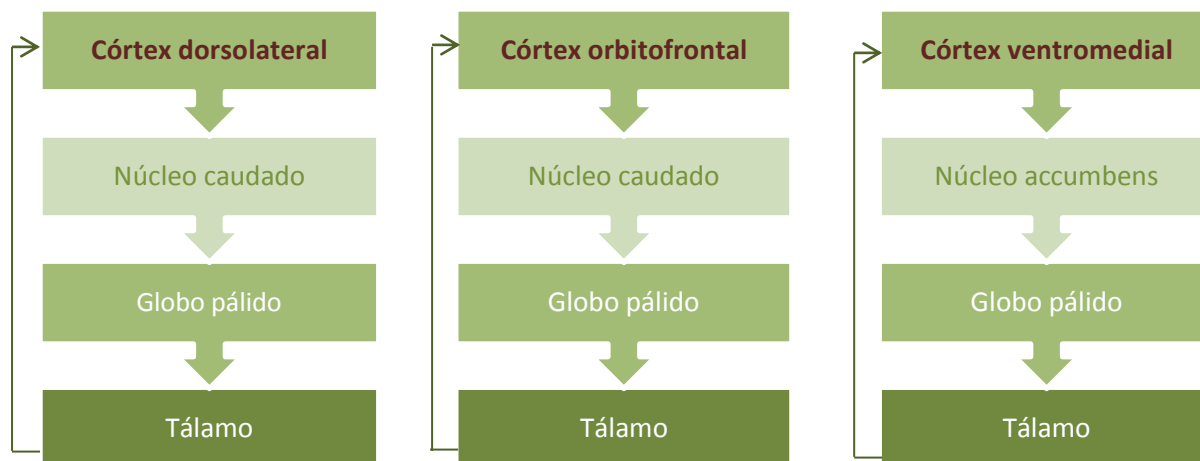 Córtex dorsolateral
Núcleo caudado
Globo pálido
Tálamo
Córtex orbitofrontal
Núcleo caudado
Globo pálido
Tálamo
Córtex ventromedial
Núcleo accumbens
Globo pálido
Tálamo